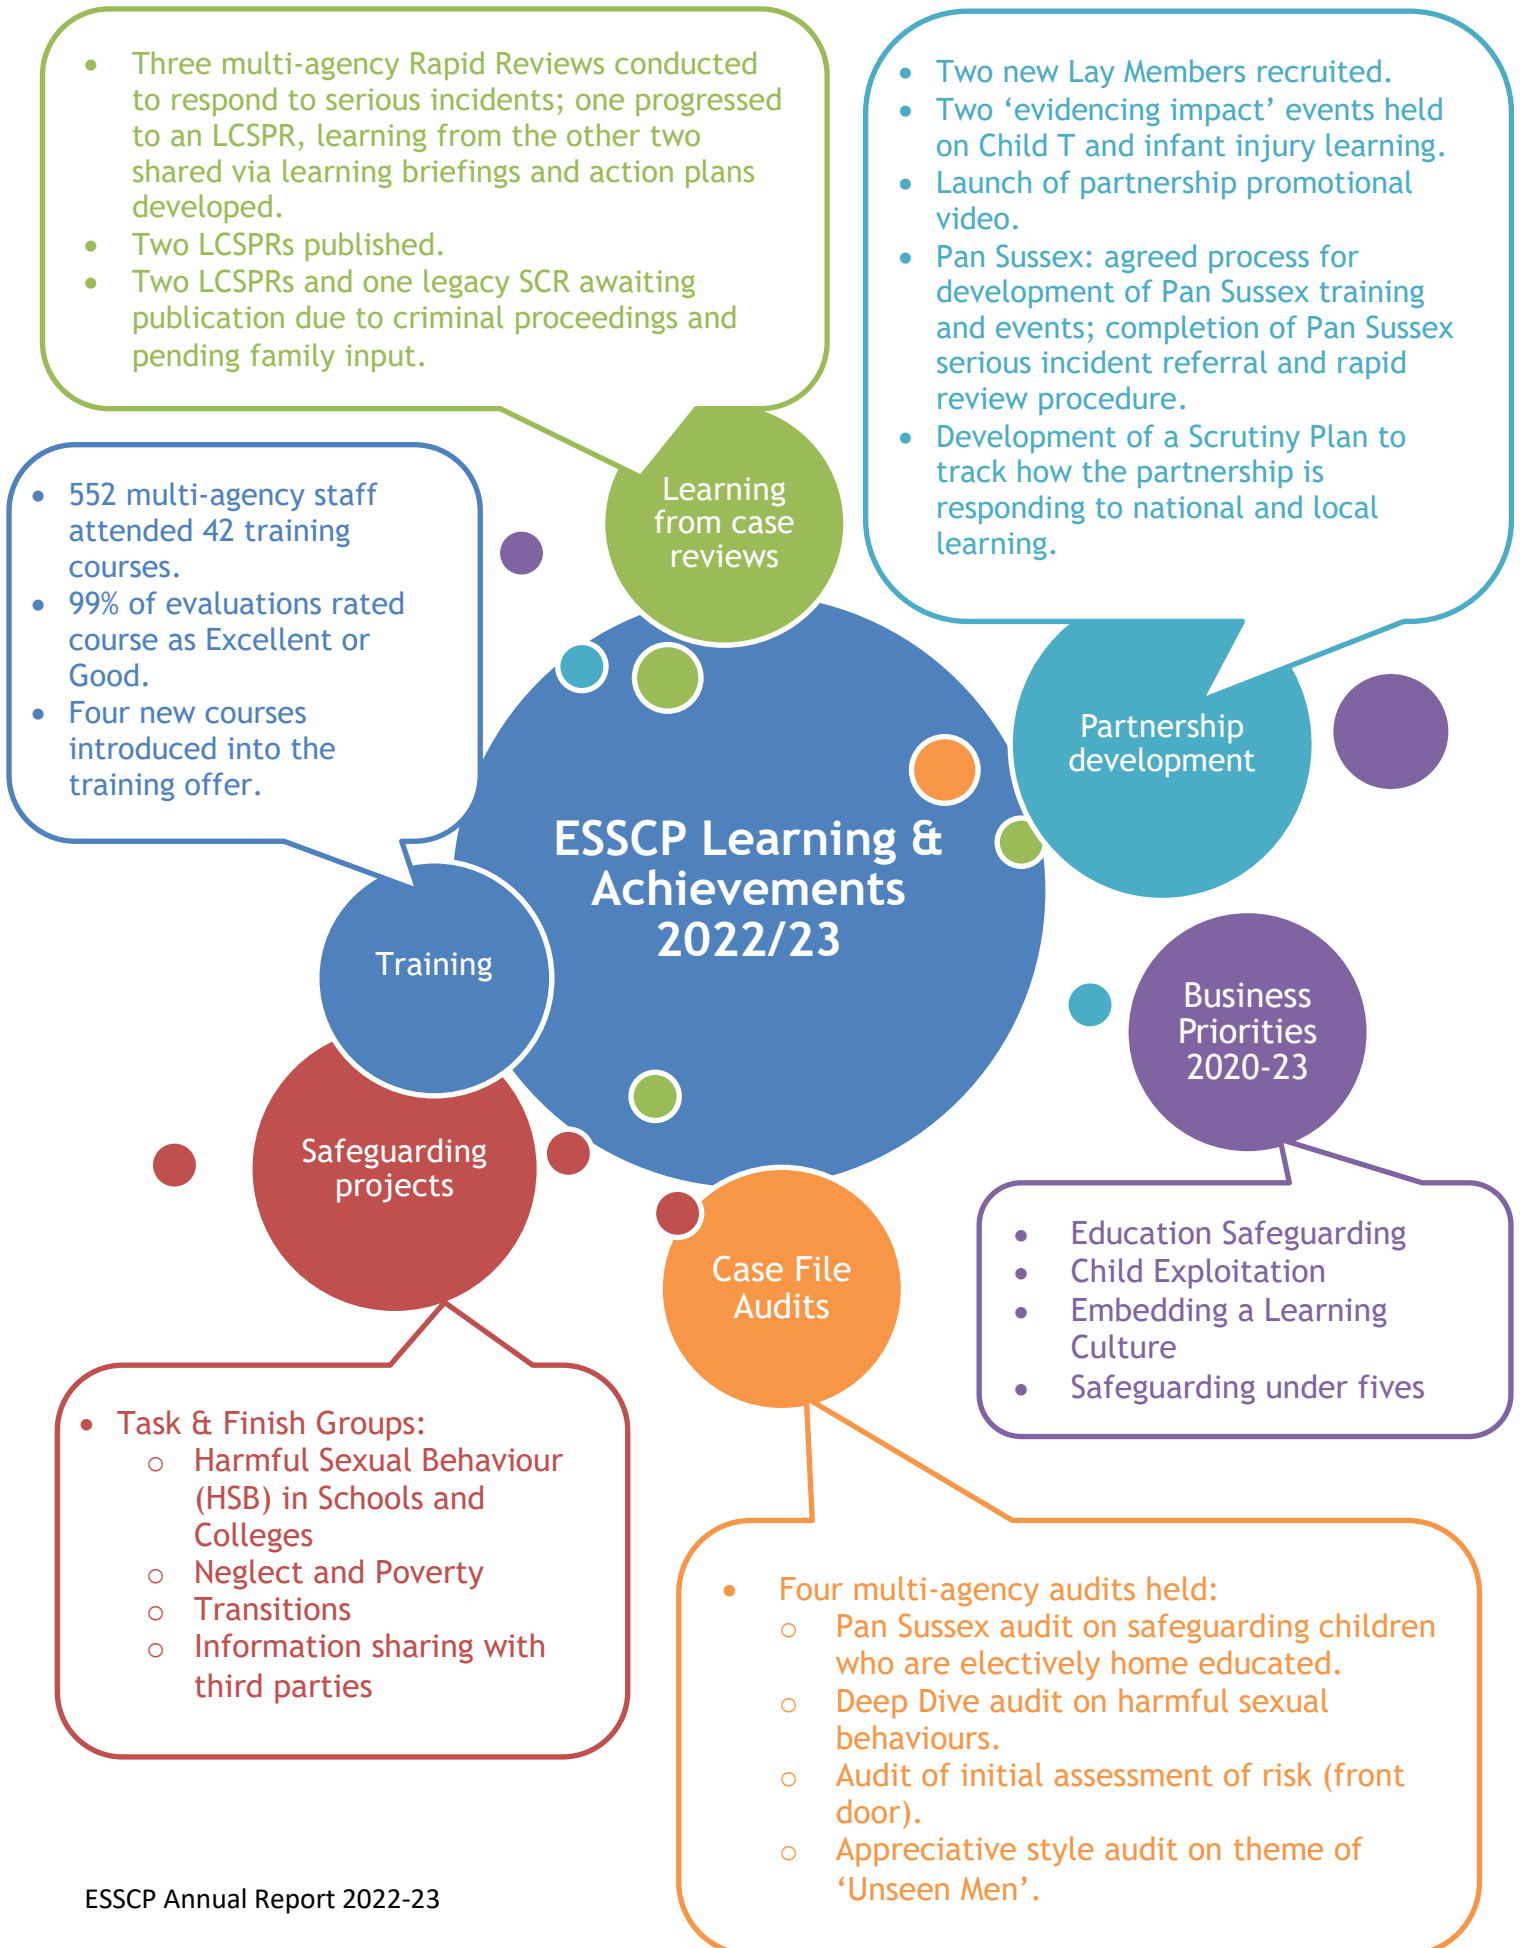 • Three multi-agency Rapid Reviews conducted
to respond to serious incidents; one progressed
to an LCSPR, learning from the other two
shared via learning briefings and action plans
developed.
• Two LCSPRs published.
• Two LCSPRs and one legacy SCR awaiting
publication due to criminal proceedings and
pending family input.
• Two new Lay Members recruited.
• Two ‘evidencing impact’ events held
on Child T and infant injury learning.
• Launch of partnership promotional
video.
• Pan Sussex: agreed process for
development of Pan Sussex training
and events; completion of Pan Sussex
serious incident referral and rapid
review procedure.
• Development of a Scrutiny Plan to
track how the partnership is
responding to national and local
learning.
• 552 multi-agency staff
attended 42 training
courses.
• 99% of evaluations rated
course as Excellent or
Good.
• Four new courses
introduced into the
training offer.
Learning
from case
reviews
Partnership
development
ESSCP Learning &
Achievements
2022/23
Training
Business
Priorities
2020-23
Safeguarding
projects
Case File
Audits
• Education Safeguarding
• Child Exploitation
• Embedding a Learning
Culture
• Safeguarding under fives
• Task & Finish Groups:
o Harmful Sexual Behaviour
(HSB) in Schools and
Colleges
o Neglect and Poverty
o Transitions
o Information sharing with
third parties
• Four multi-agency audits held:
o Pan Sussex audit on safeguarding children
who are electively home educated.
o Deep Dive audit on harmful sexual
behaviours.
o Audit of initial assessment of risk (front
door).
o Appreciative style audit on theme of
‘Unseen Men’.
ESSCP Annual Report 2022-23